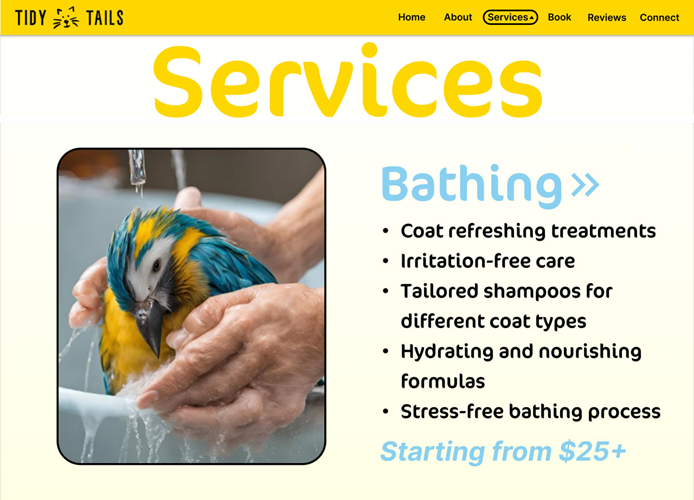 TIDY TAILS
Home About Services Book Reviews Connect
Services
Bathing >>
• Coat refreshing treatments
• Irritation-free care
• Tailored shampoos for
different coat types
• Hydrating and nourishing
formulas
• Stress-free bathing process
Starting from $25+